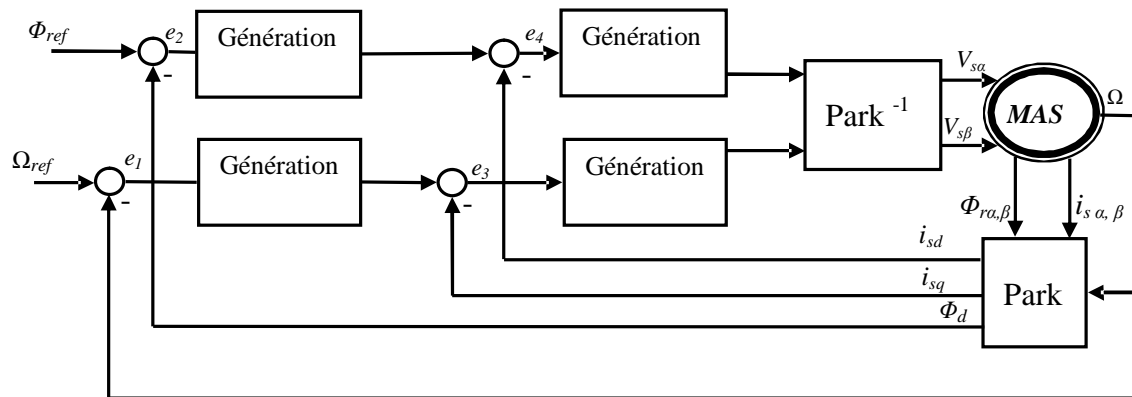 Φref
e2
Génération
e4
Génération
Vsα
Ω
Park -1
MAS
-
-
Vsβ
Ωref
e1
Génération
e3
Génération
-
-
Φrα,β
is α, β
isd
isq
Park
Φd